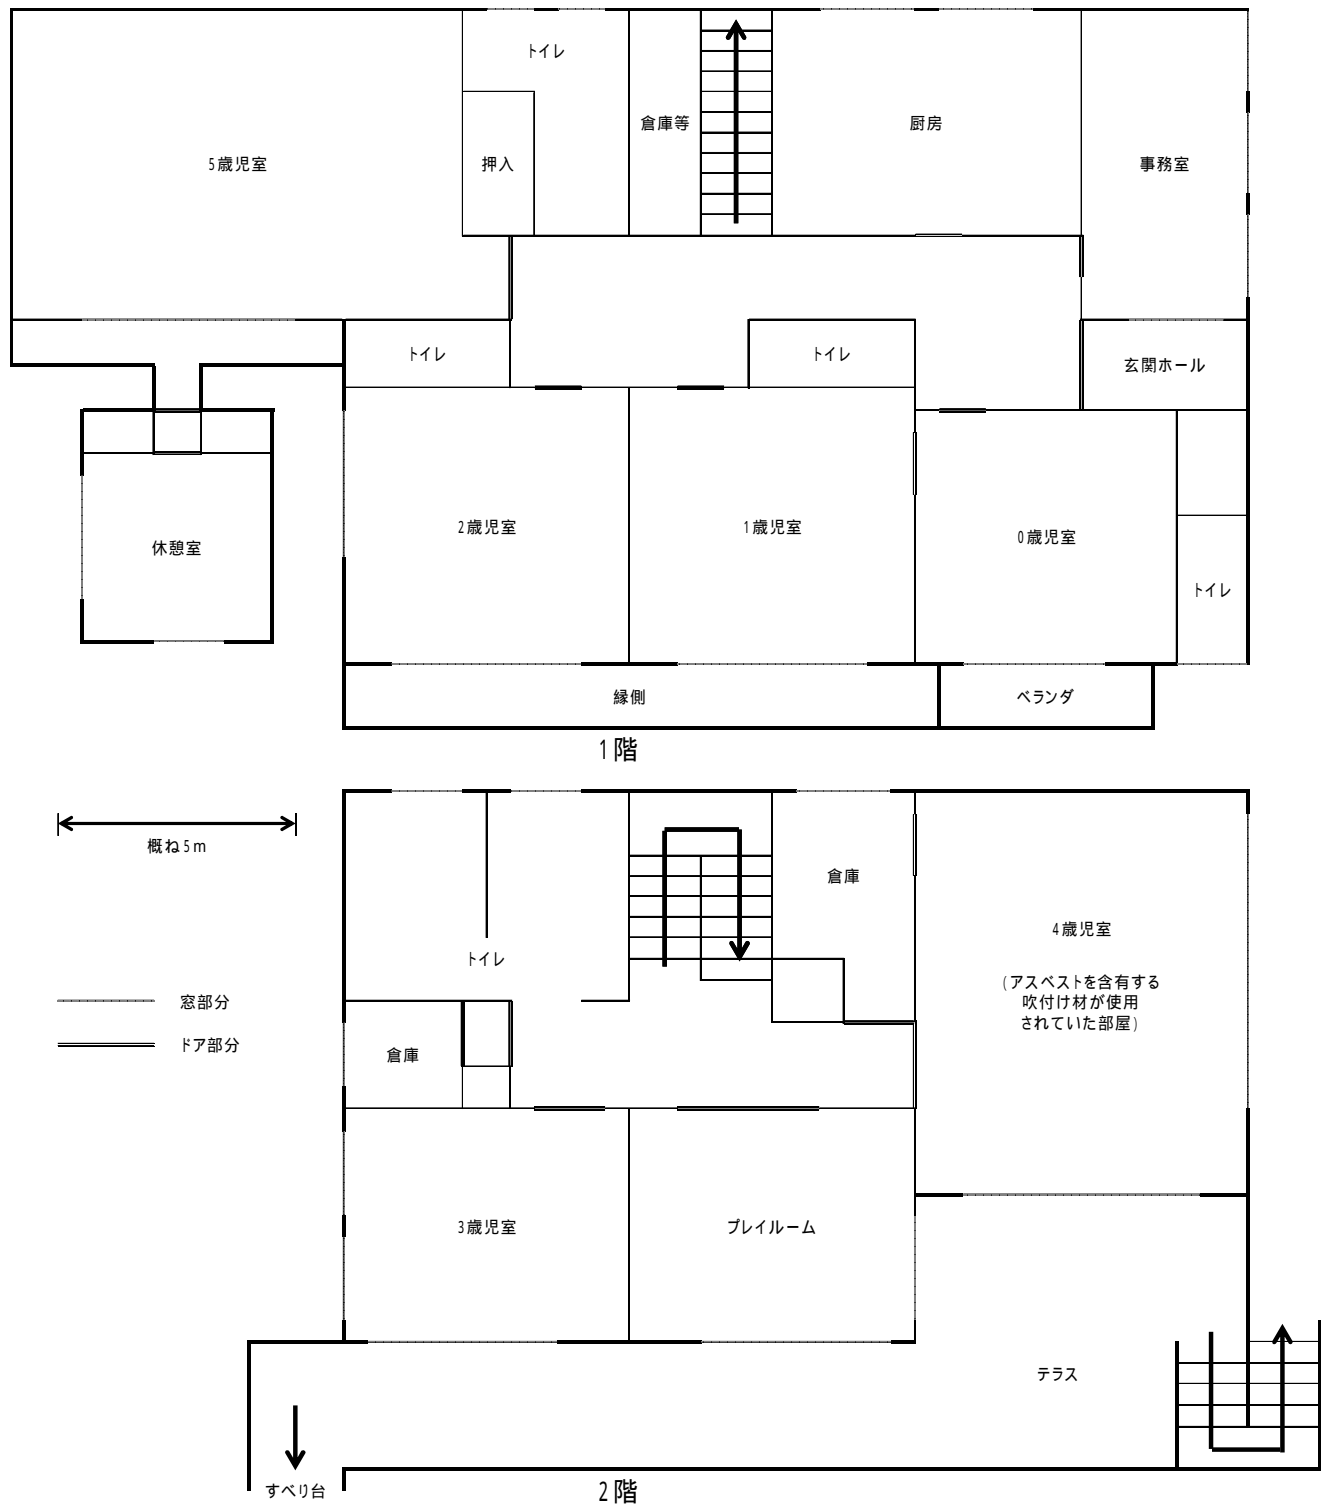 トイレ
倉庫等
厨房
5歳児室
押入
事務室
トイレ
トイレ
玄関ホール
2歳児室
1歳児室
0歳児室
休憩室
トイレ
縁側
ベランダ
1階
概ね5m
倉庫
4歳児室
トイレ
(アスベストを含有する
吹付け材が使用
されていた部屋)
窓部分
ドア部分
倉庫
3歳児室
プレイルーム
テラス
すべり台
2階